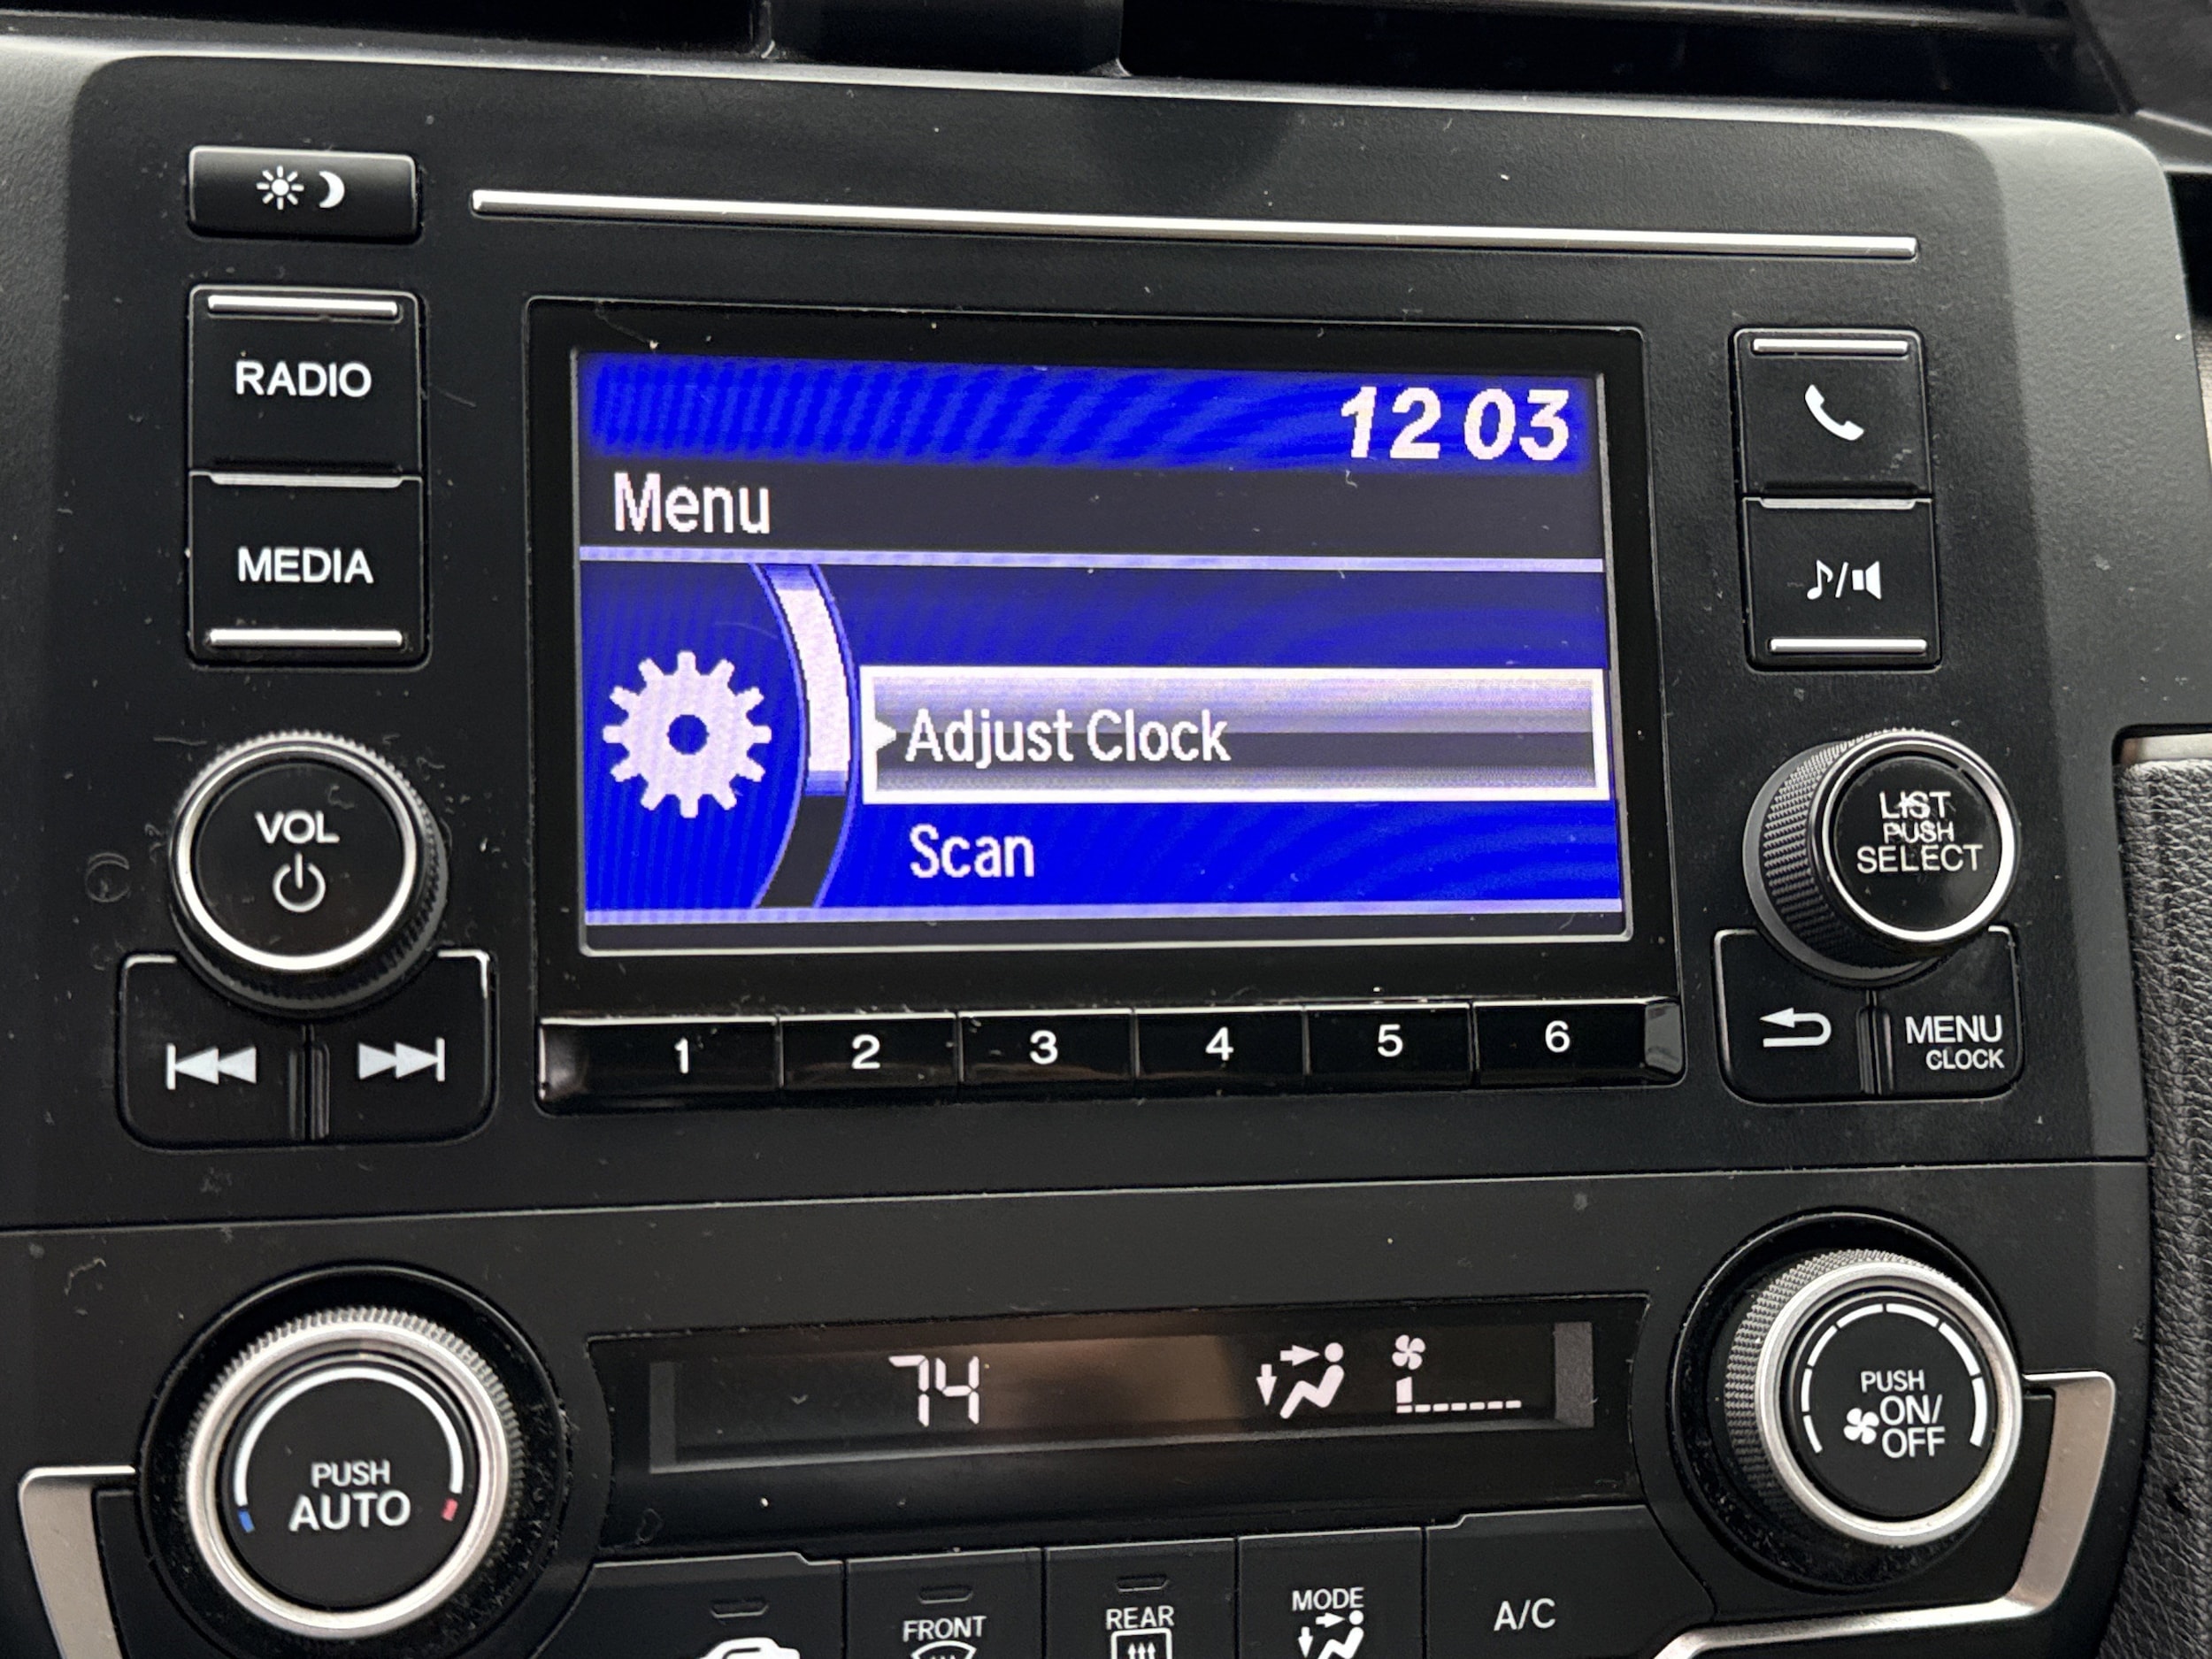 RADIO
MEDIA
VOL
12 03
Menu
Adjust Clock
Scan
LIST
PUSH
SELECT
MENU
CLOCK
1 2 3 4 5 6
74
PUSH
AUTO
PUSH
ON/
OFF
FRONT
REAR
MODE
A/C